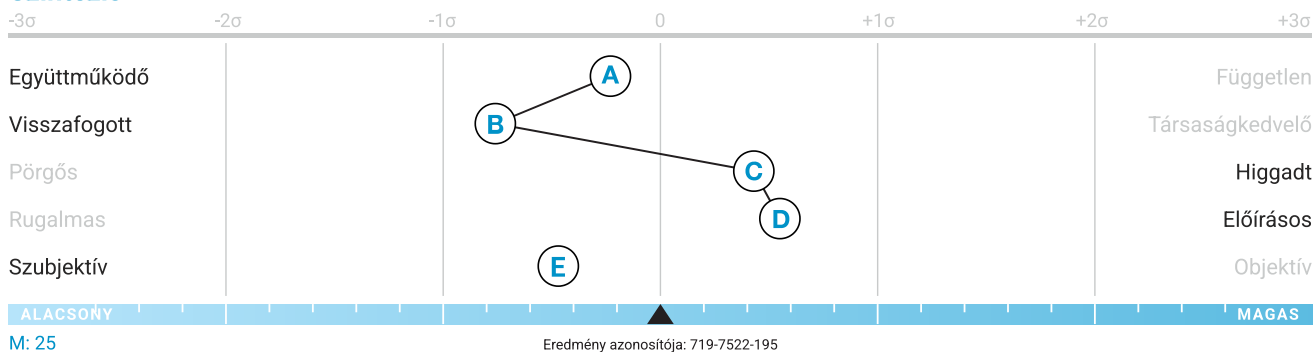 -3σ -2σ -1σ 0 +1σ +2σ +3σ
Együttműködő A Független
Visszafogott B Társaságkedvelő
Pörgős C Higgadt
Rugalmas D Előírásos
Szubjektív E Objektív
ALACSONY MAGAS
M: 25 Eredmény azonosítója: 719-7522-195